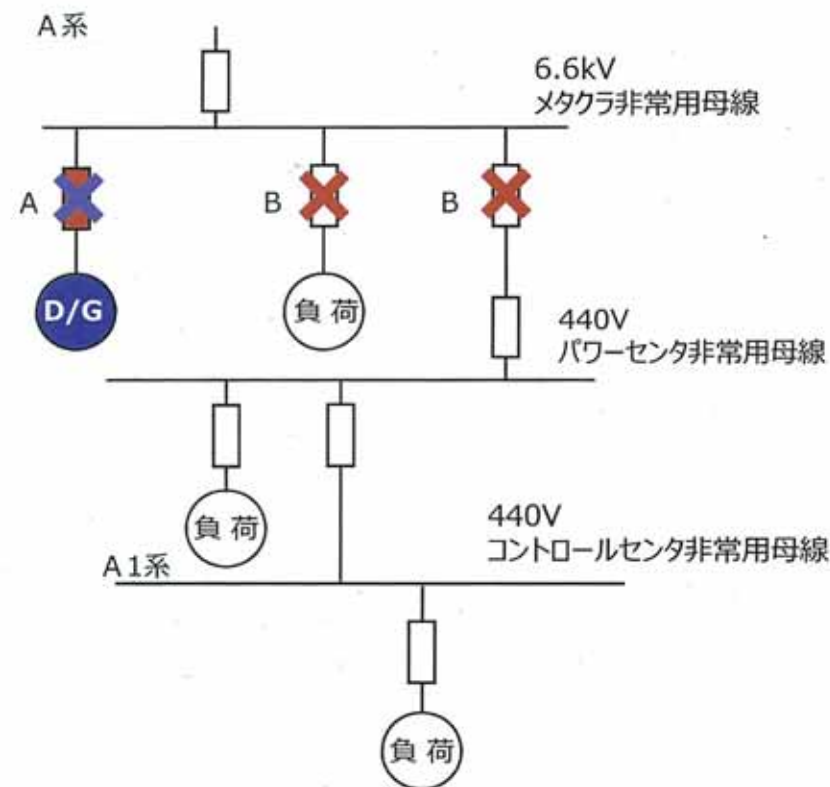 A系
6.6kV
メタクラ非常用母線
A
B
B
D/G
負荷
440V
パワーセンタ非常用母線
負荷
440V
コントロールセンタ非常用母線
A1系
負荷